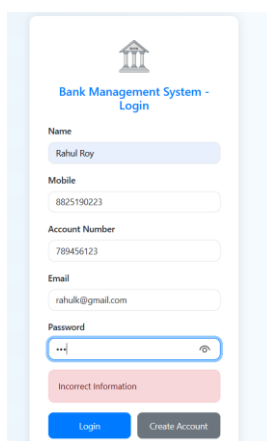 Bank Management System -
Login
Name
Rahul Roy
Mobile
8825190223
Account Number
789456123
Email
rahulk@gmail.com
Password
•••
Incorrect Information
Login
Create Account